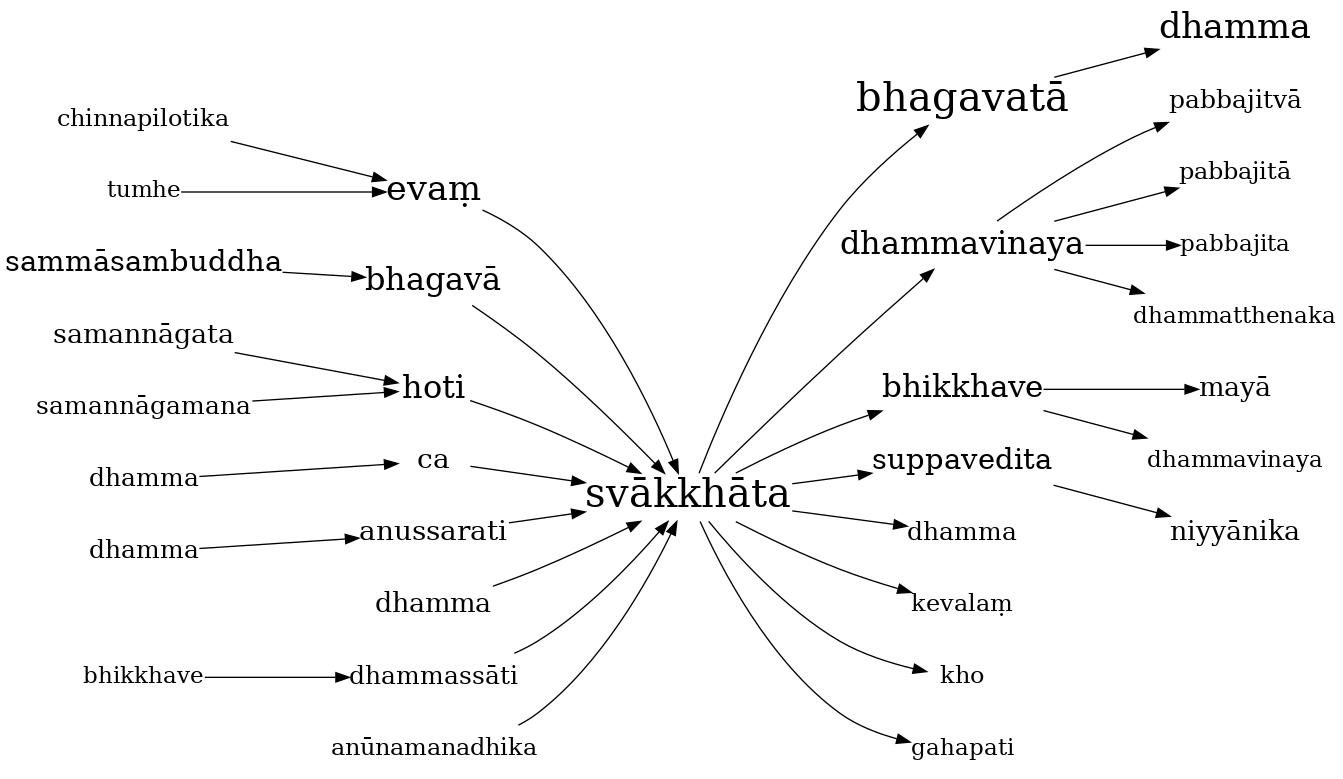 dhamma
bhagavatā
pabbajitvā
chinnapilotika
pabbajitā
tumhe
evaṃ
dhammavinaya
pabbajita
sammāsambuddha
bhagavā
dhammatthenaka
samannāgata
hoti
bhikkhave
mayā
samannāgamana
ca
suppavedita
dhammavinaya
dhamma
svākkhāta
anussarati
dhamma
niyyānika
dhamma
dhamma
kevalaṃ
bhikkhave
dhammassāti
kho
anūnamanadhika
gahapati